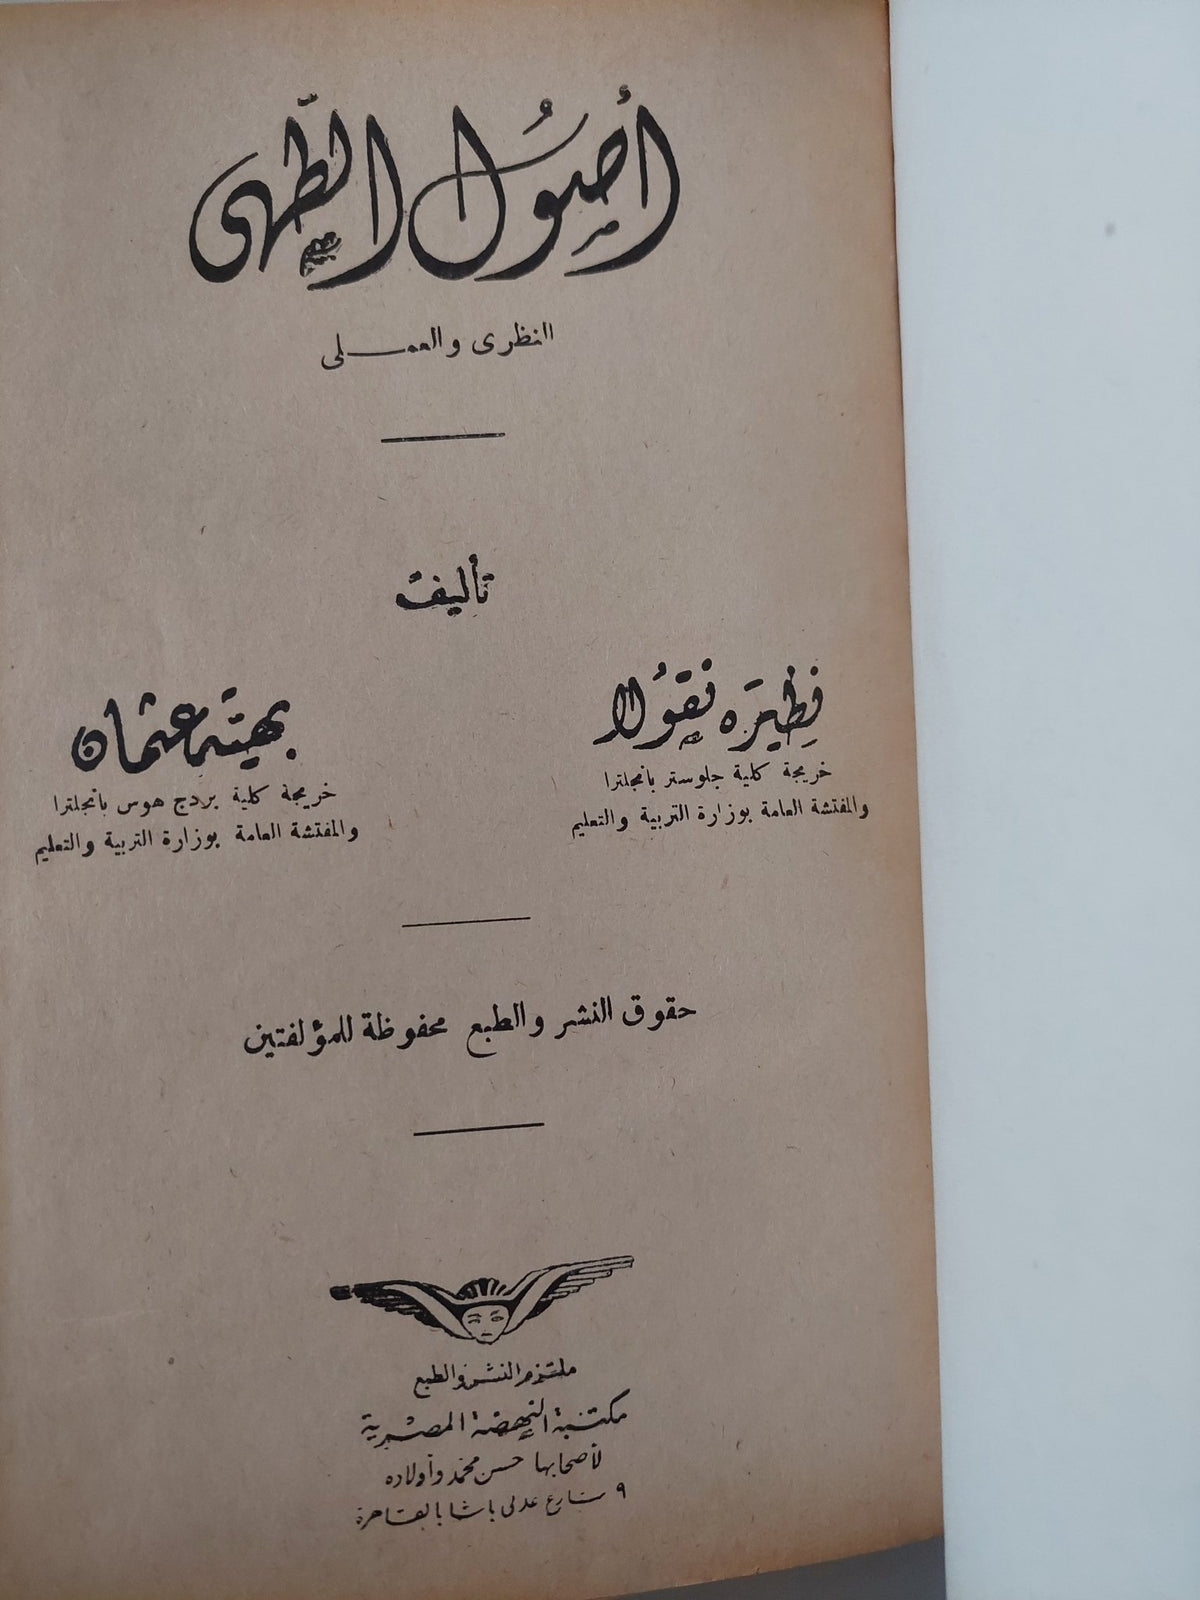 أصول الطهى
النظرى والعمــلى
تأليف
نظيره نقولا
خريجة كلية جلوستر بانجلترا
والمفتشة العامة بوزارة التربية والتعليم
بهية عثمان
خريجة كلية بردج هوس بانجلترا
والمفتشة العامة بوزارة التربية والتعليم
حقوق النشر والطبع محفوظة للمؤلفتين
ملتزم النشر والطبع
مكتبة النهضة المصرية
لأصحابها حسن محمد وأولاده
٩ شارع عدلى باشا بالقاهرة